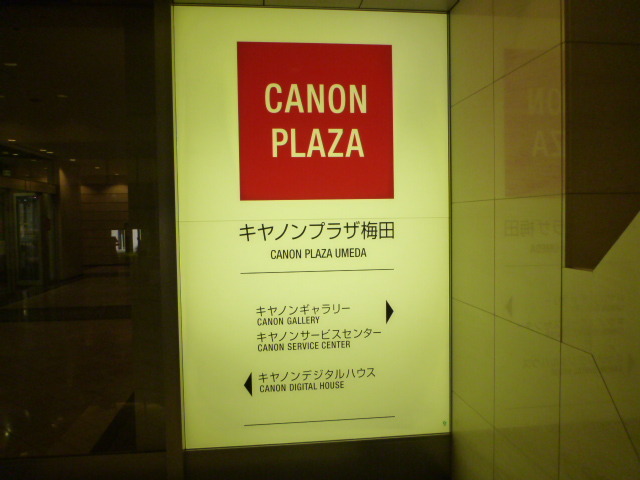 CANON
PLAZA
キヤノンプラザ梅田
CANON PLAZA UMEDA
キヤノンギャラリー
CANON GALLERY
キヤノンサービスセンター
CANON SERVICE CENTER
キヤノンデジタルハウス
CANON DIGITAL HOUSE